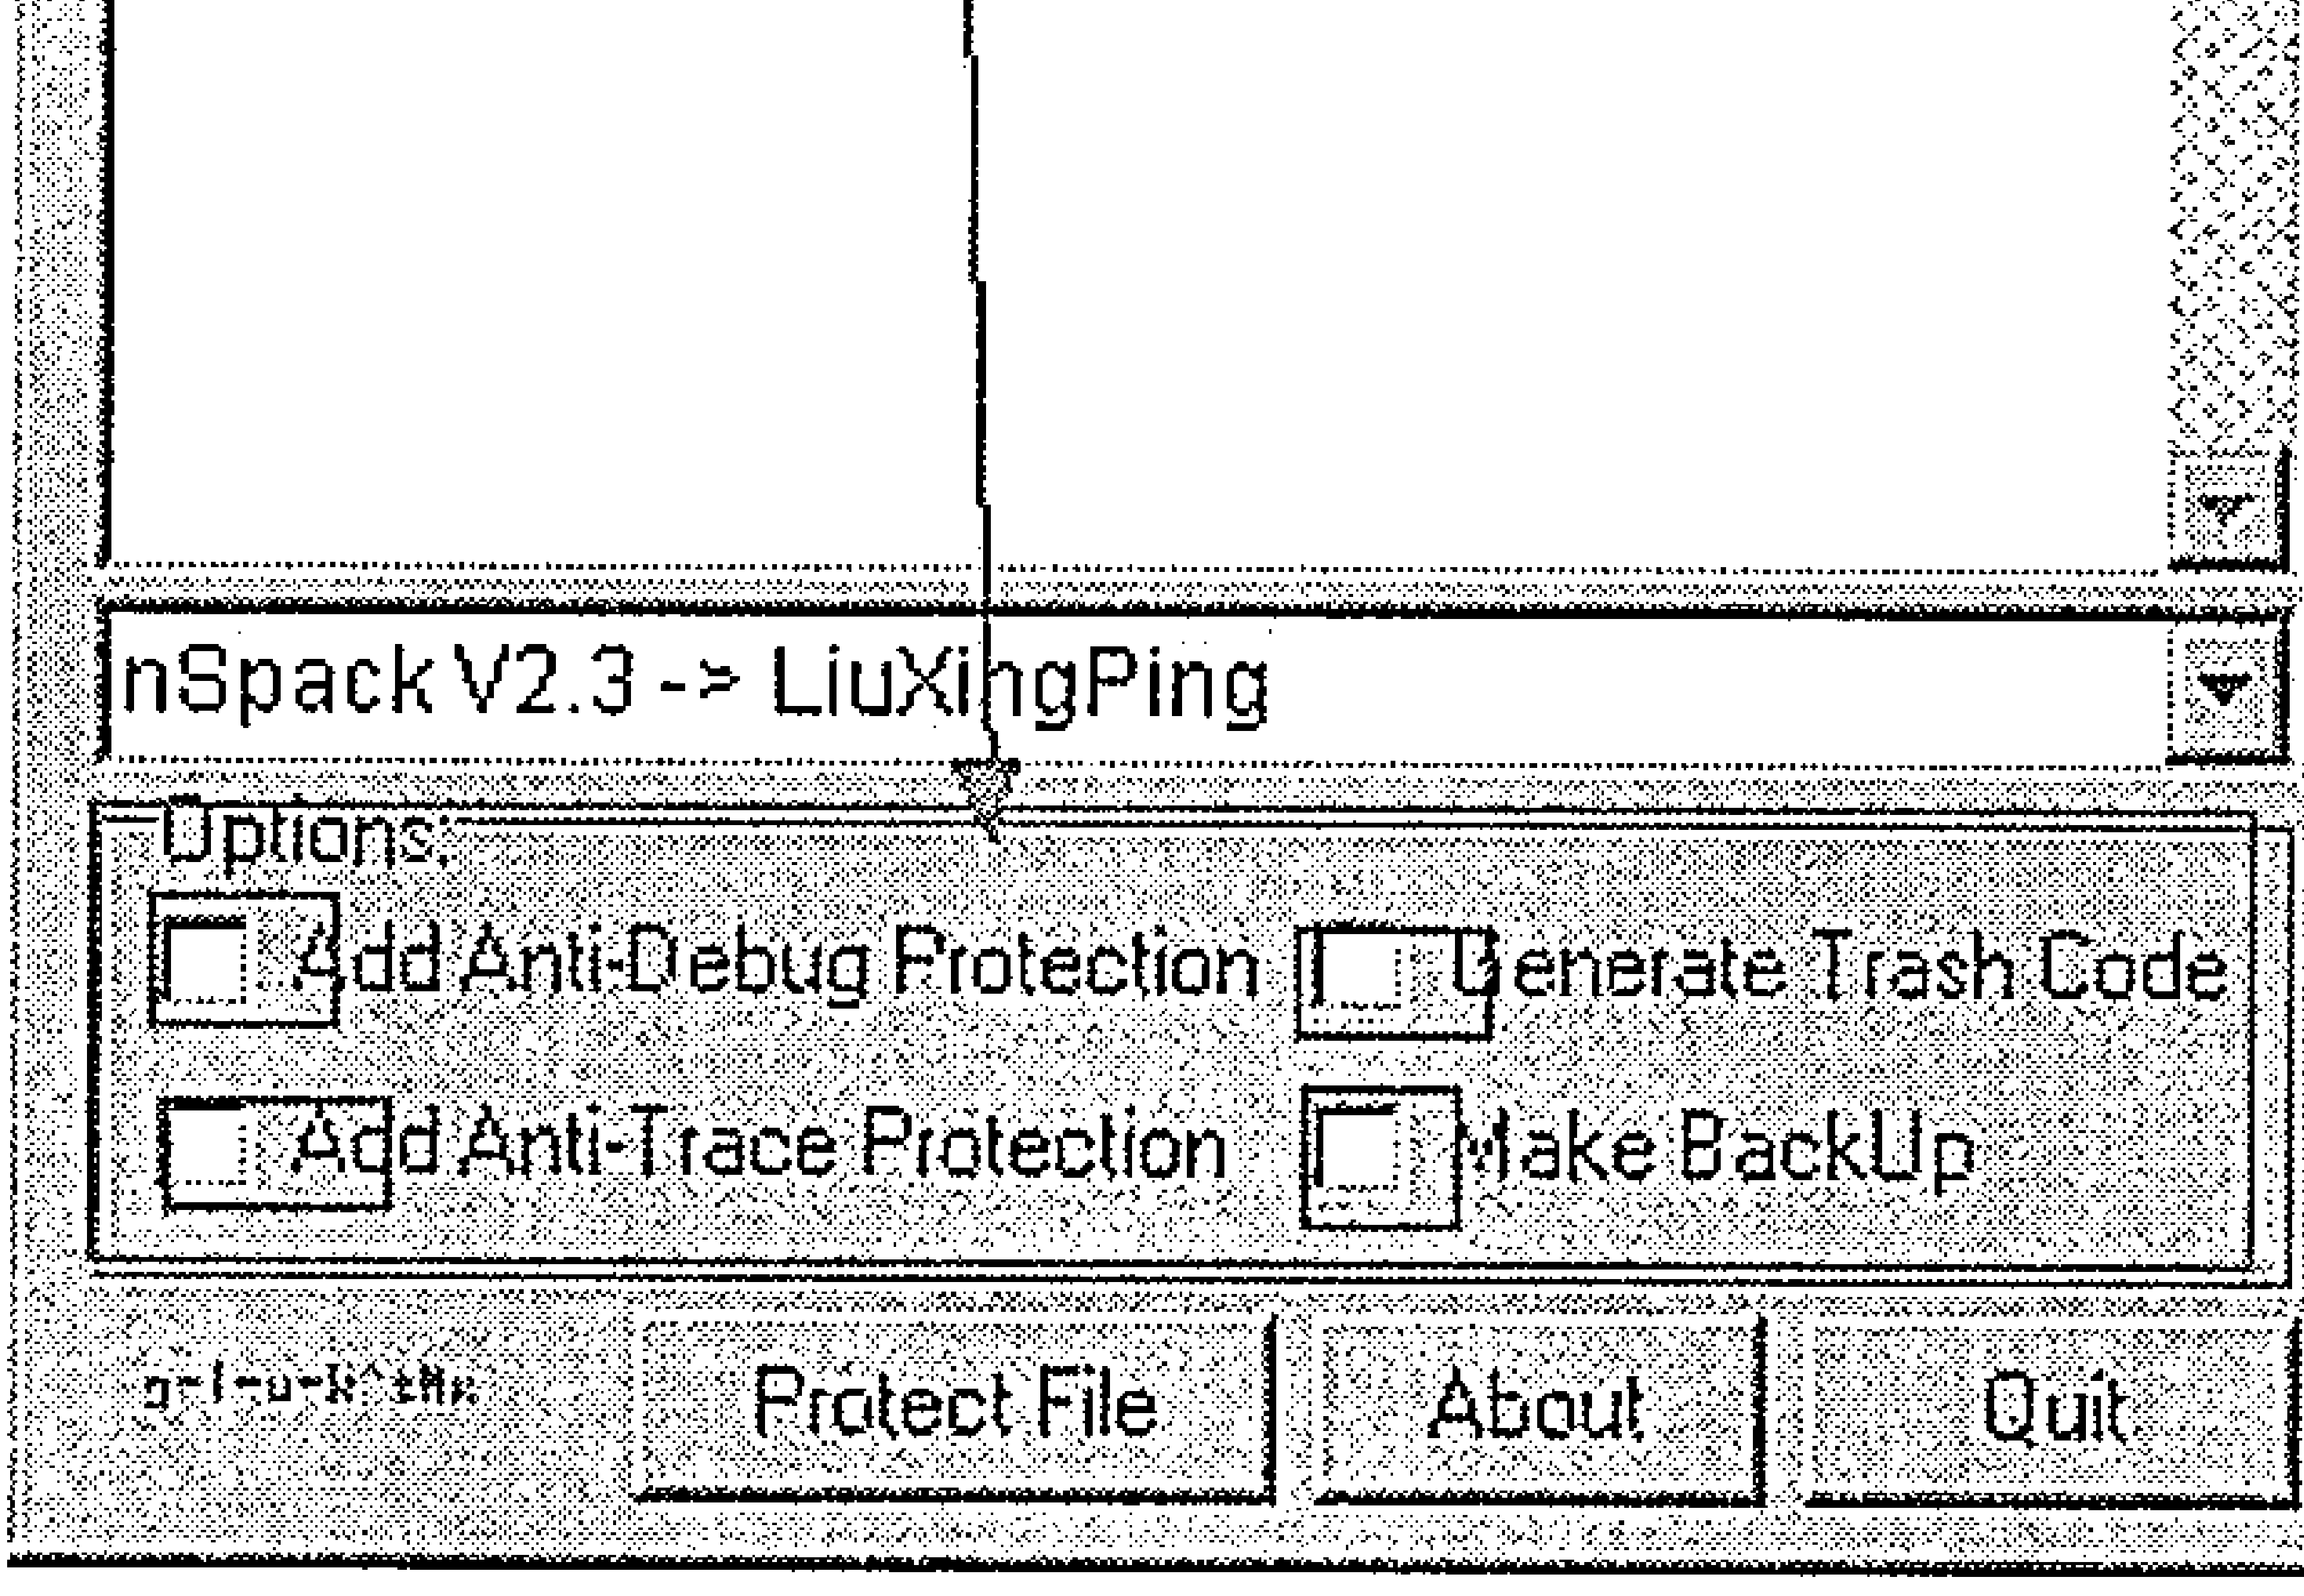 nSpack V2.3 -> LiuXingPing
Options:
Add Anti-Debug Protection Generate Trash Code
Add Anti-Trace Protection Make BackUp
Protect File About Quit